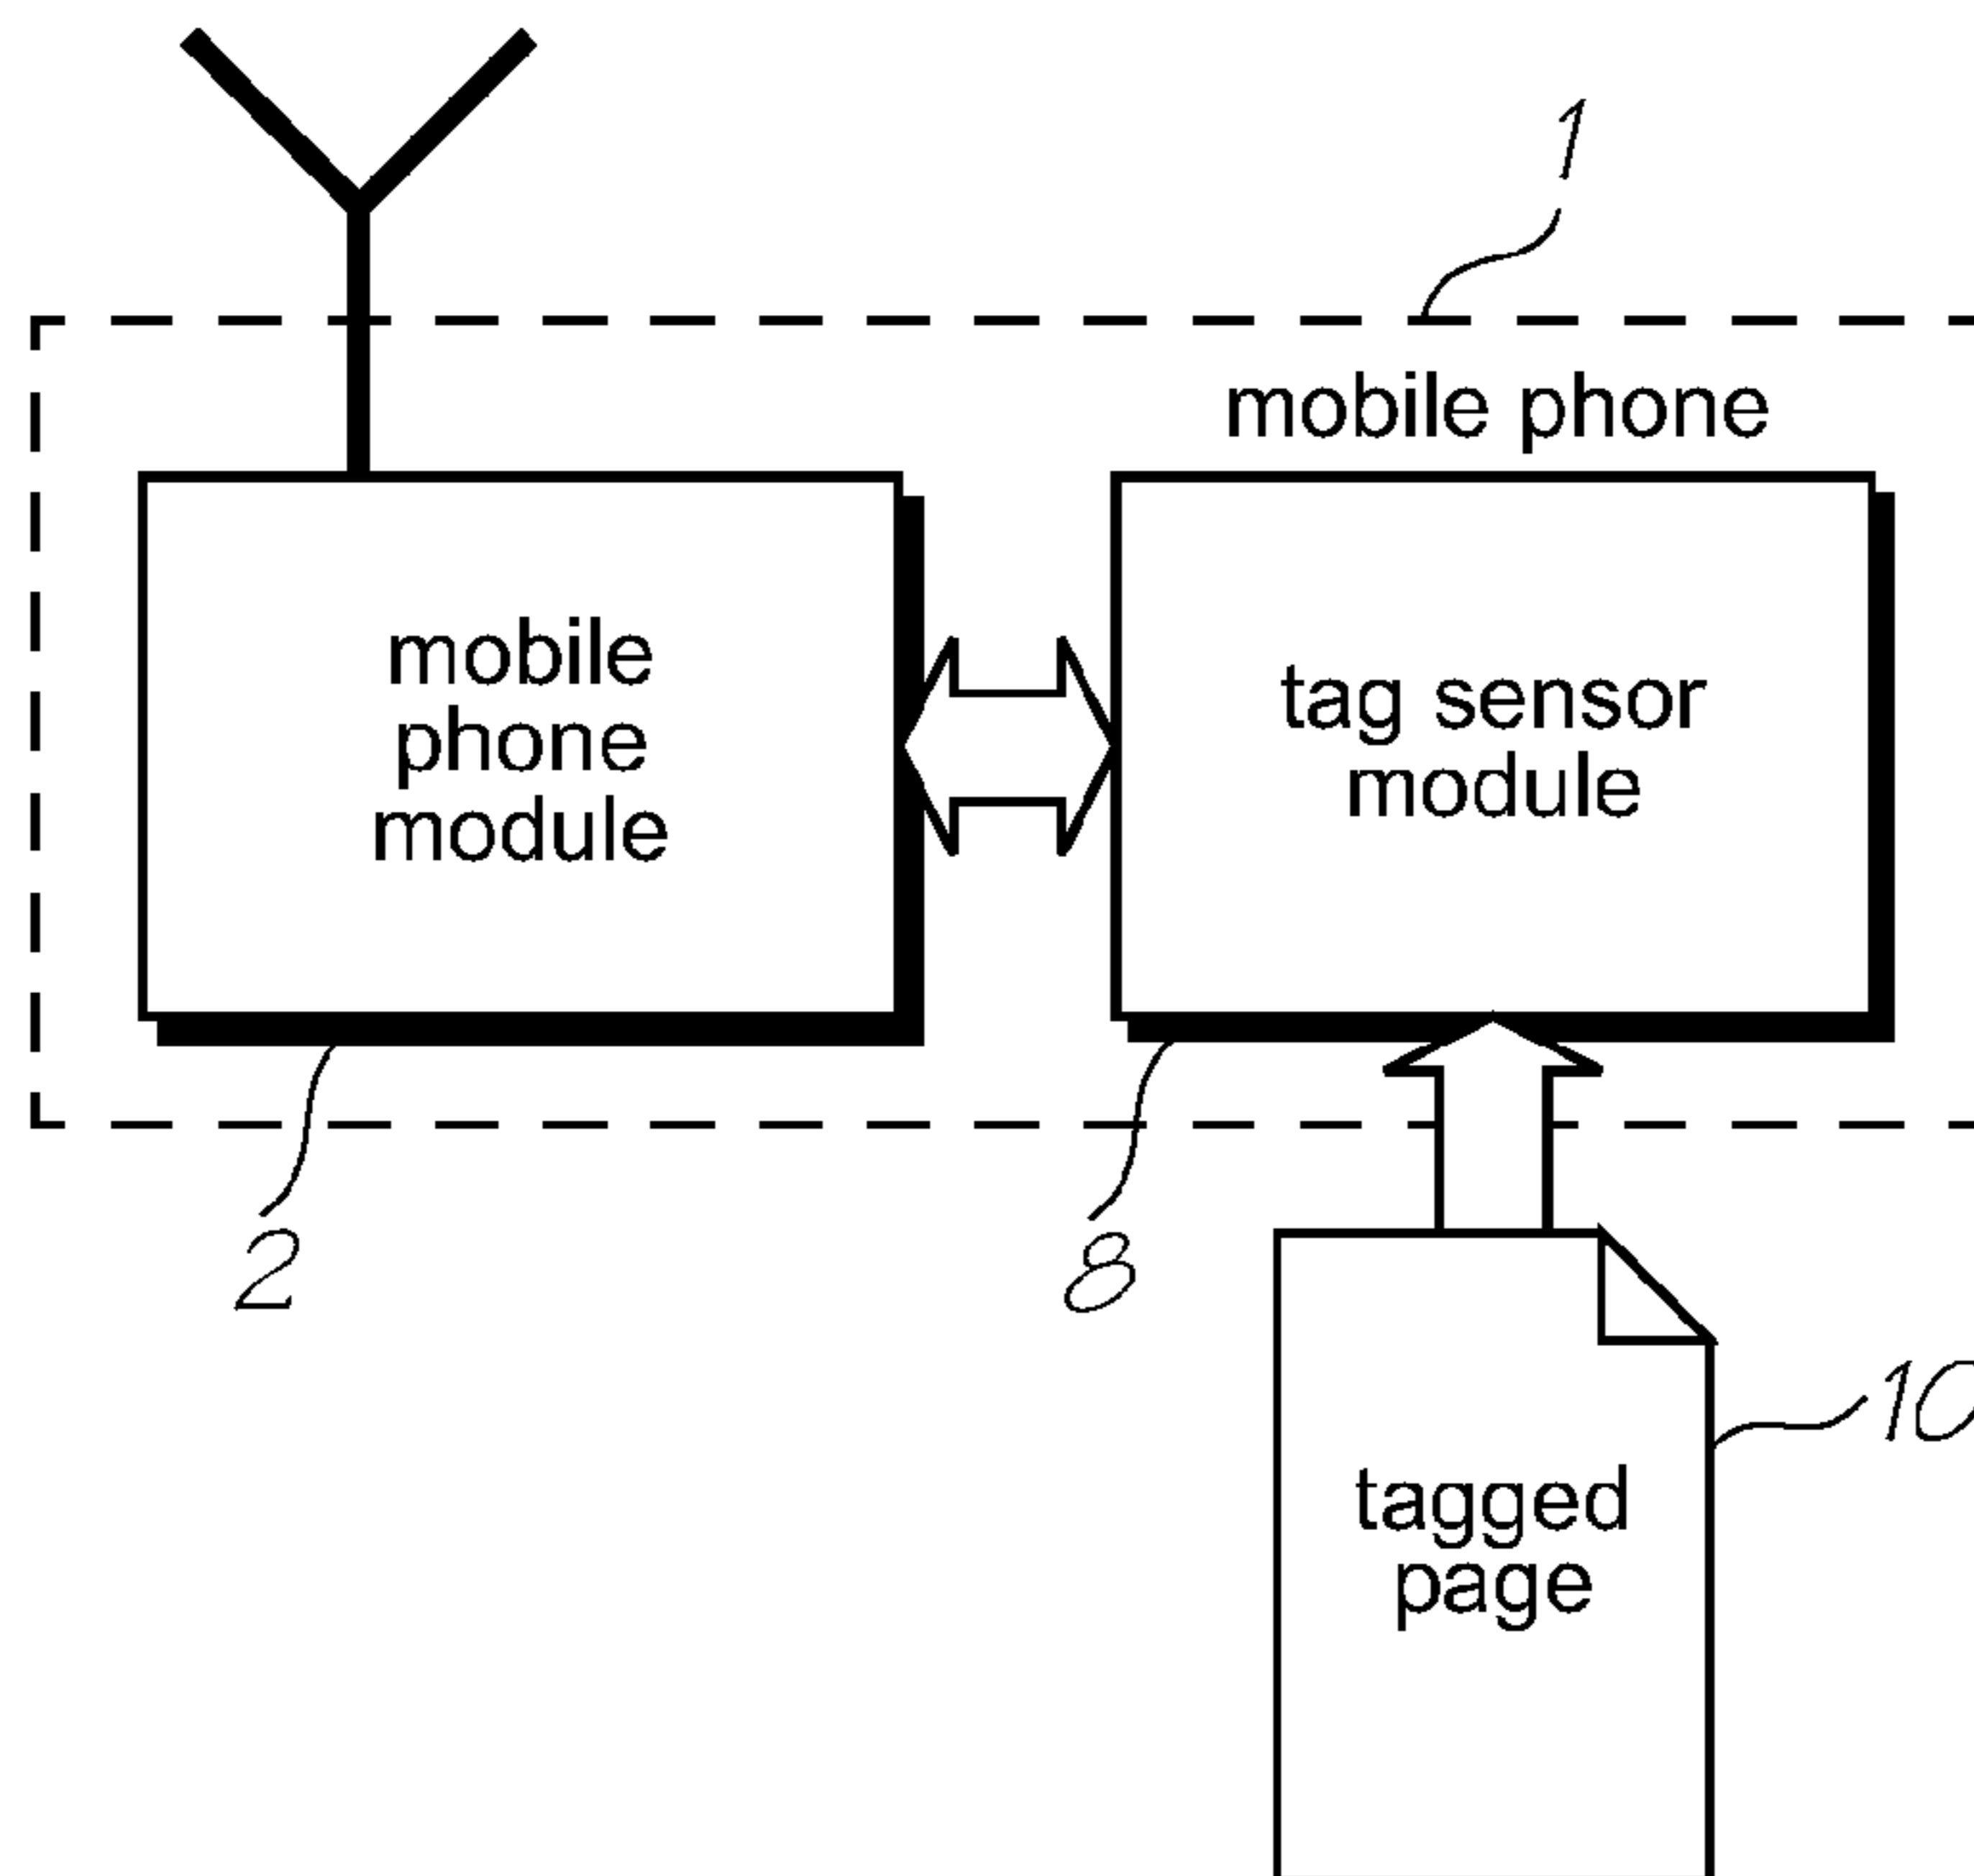 1
mobile phone
mobile
phone
module
tag sensor
module
2
8
10
tagged
page